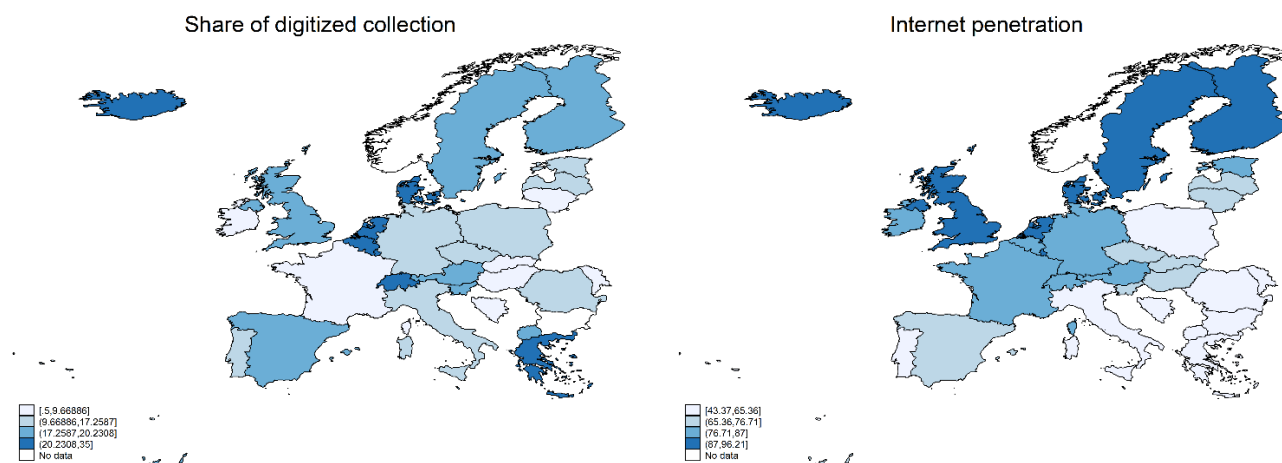 Share of digitized collection
[.5,9.66886]
(9.66886,17.2587]
(17.2587,20.2308]
(20.2308,35]
No data
Internet penetration
[43.37,65.36]
(65.36,76.71]
(76.71,87]
(87,96.21]
No data